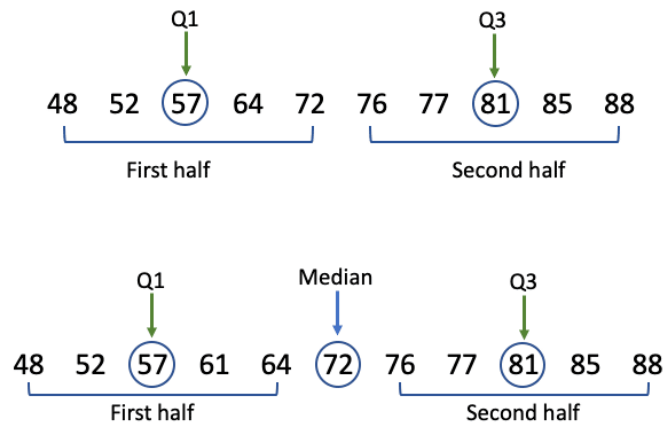 Q1 Q3
48 52 57 64 72 76 77 81 85 88
First half Second half
Q1 Median Q3
48 52 57 61 64 72 76 77 81 85 88
First half Second half